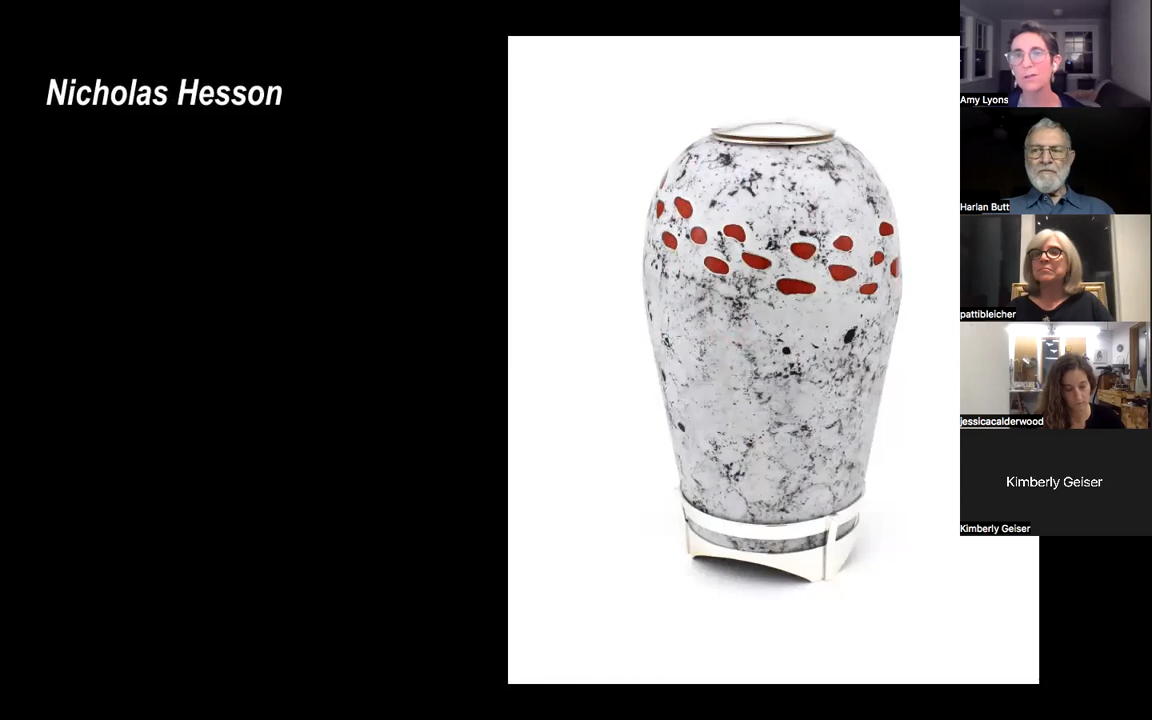 Nicholas Hesson
Amy Lyons
Harlan Butt
pattibleicher
jessicacalderwood
Kimberly Geiser
Kimberly Geiser